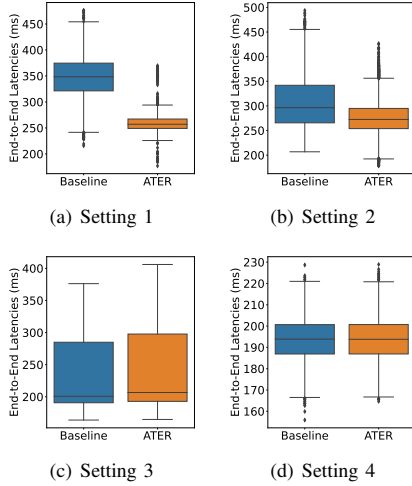 End-to-End Latencies (ms)
450
400
350
300
250
200
Baseline
ATER
(a) Setting 1
End-to-End Latencies (ms)
500
450
400
350
300
250
200
Baseline
ATER
(b) Setting 2
End-to-End Latencies (ms)
400
350
300
250
200
Baseline
ATER
(c) Setting 3
End-to-End Latencies (ms)
230
220
210
200
190
180
170
160
Baseline
ATER
(d) Setting 4